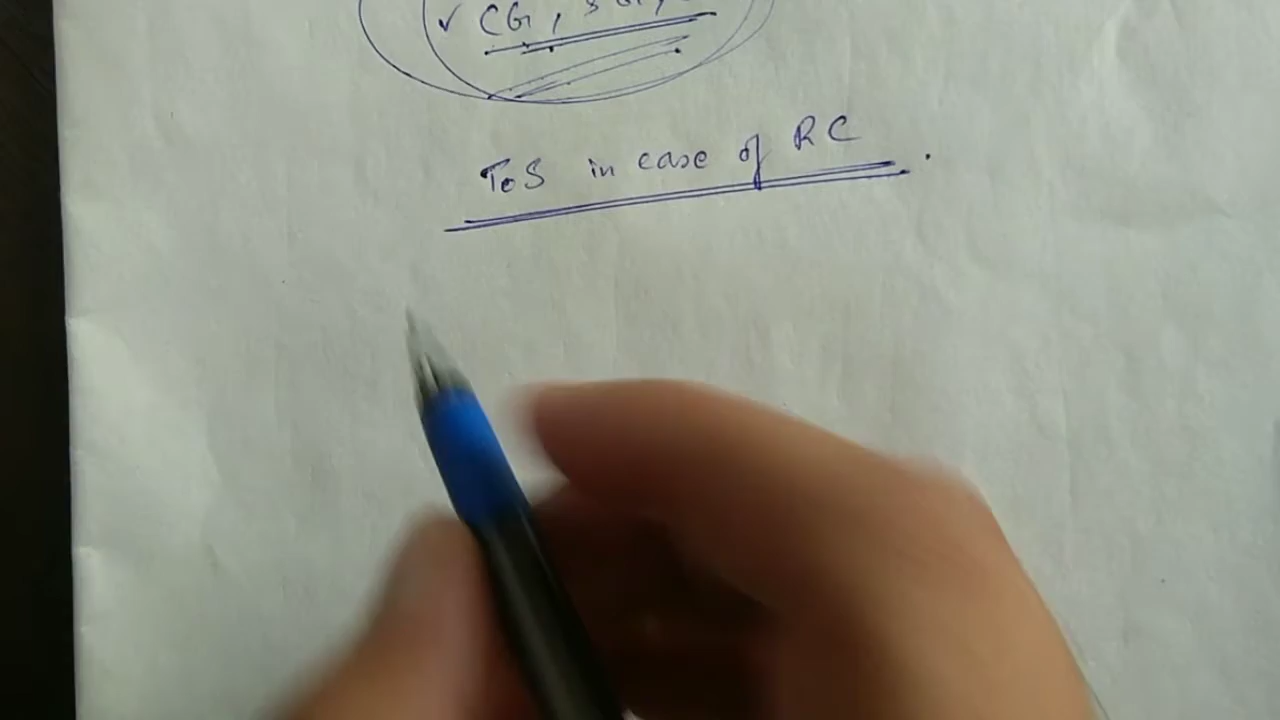 ✓ CG,
ToS in case of RC.